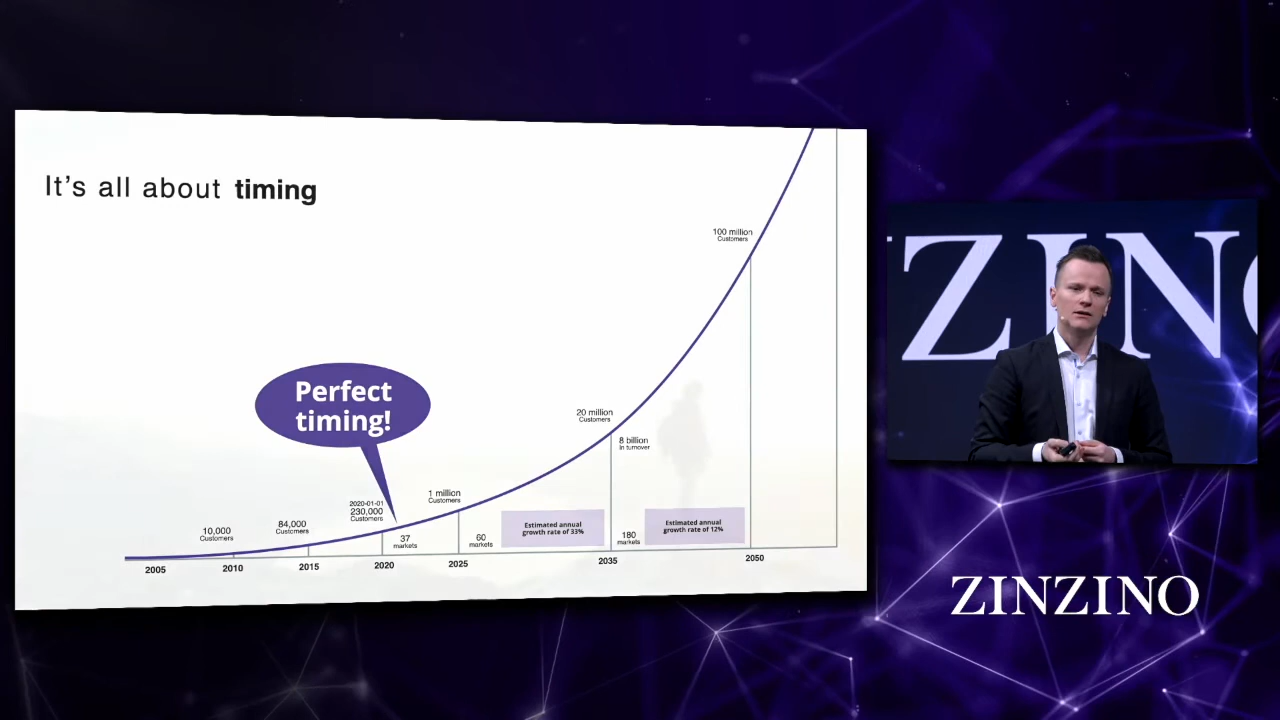 It's all about timing
Perfect
timing!
10,000
Customers
84,000
Customers
2020-01-01
230,000
Customers
1 million
Customers
20 million
Customers
100 million
Customers
8 billion
In turnover
37
markets
60
markets
180
markets
Estimated annual
growth rate of 33%
Estimated annual
growth rate of 12%
2005
2010
2015
2020
2025
2035
2050
ZINZINO
ZINZINO